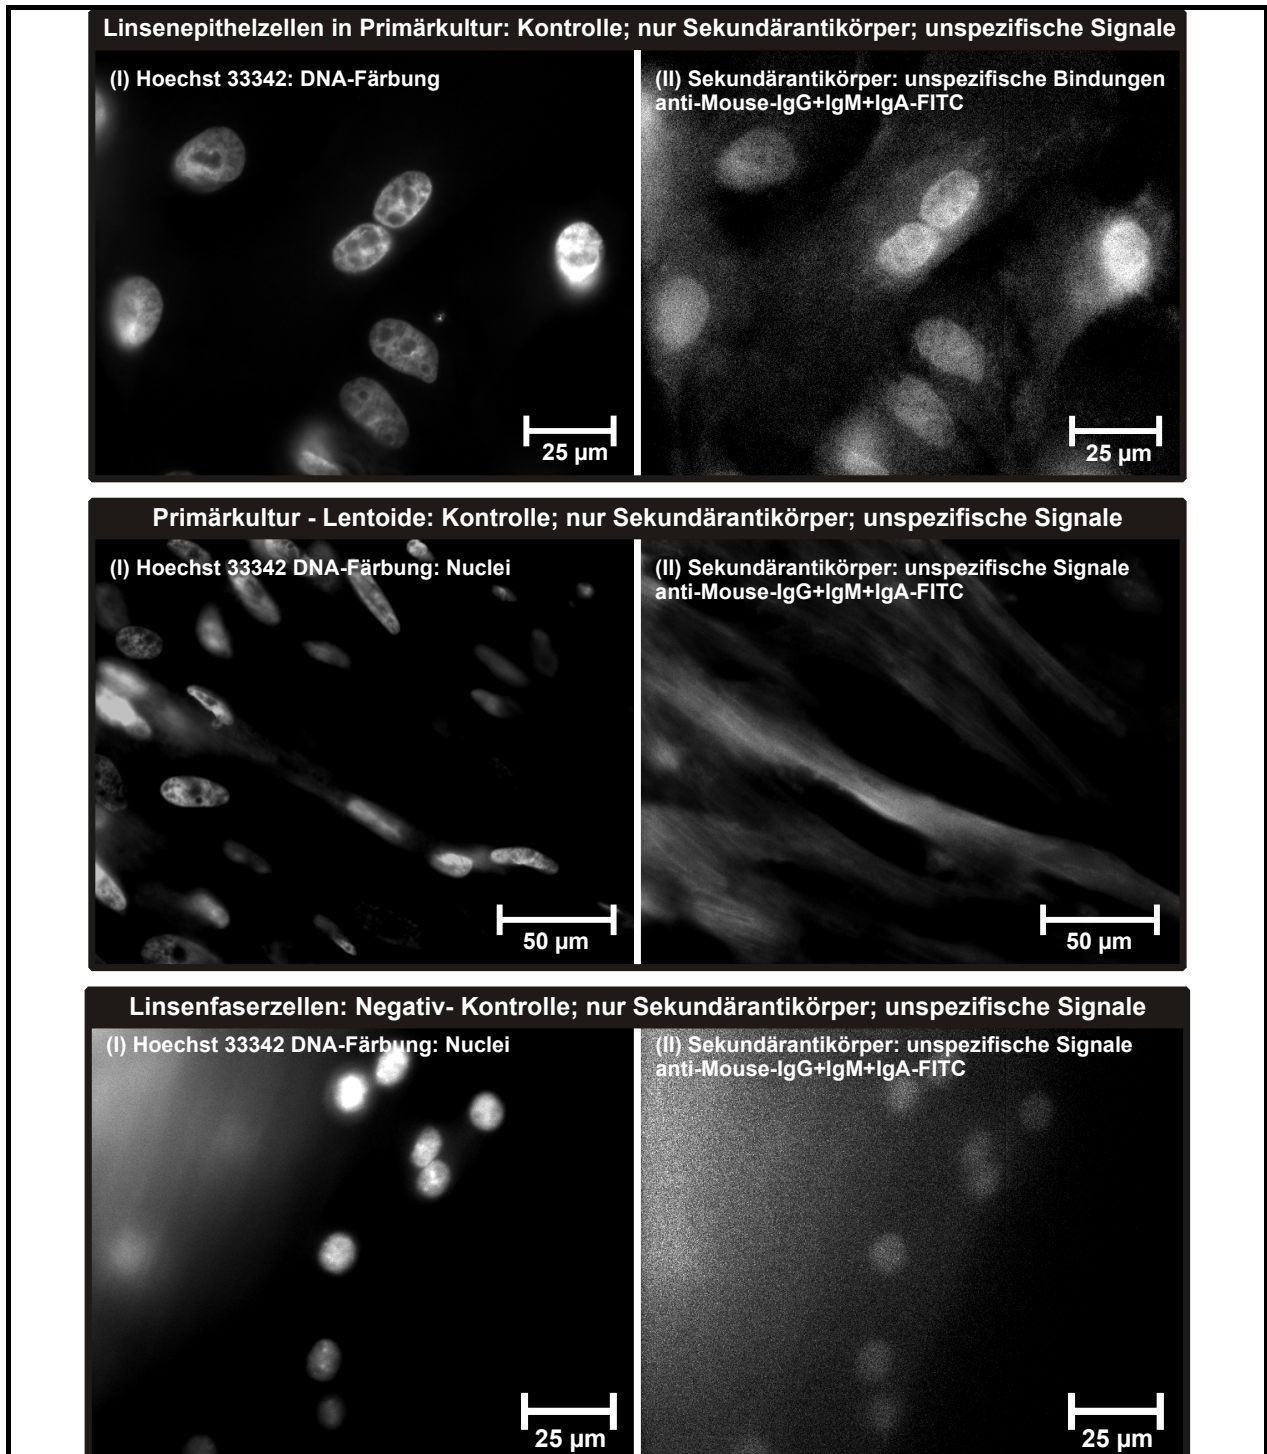 Linsenepithelzellen in Primärkultur: Kontrolle; nur Sekundärantikörper; unspezifische Signale
(I) Hoechst 33342: DNA-Färbung
(II) Sekundärantikörper: unspezifische Bindungen
anti-Mouse-IgG+IgM+IgA-FITC
25 µm
25 µm
Primärkultur - Lentoide: Kontrolle; nur Sekundärantikörper; unspezifische Signale
(I) Hoechst 33342 DNA-Färbung: Nuclei
(II) Sekundärantikörper: unspezifische Signale
anti-Mouse-IgG+IgM+IgA-FITC
50 µm
50 µm
Linsenfaserzellen: Negativ- Kontrolle; nur Sekundärantikörper; unspezifische Signale
(I) Hoechst 33342 DNA-Färbung: Nuclei
(II) Sekundärantikörper: unspezifische Signale
anti-Mouse-IgG+IgM+IgA-FITC
25 µm
25 µm